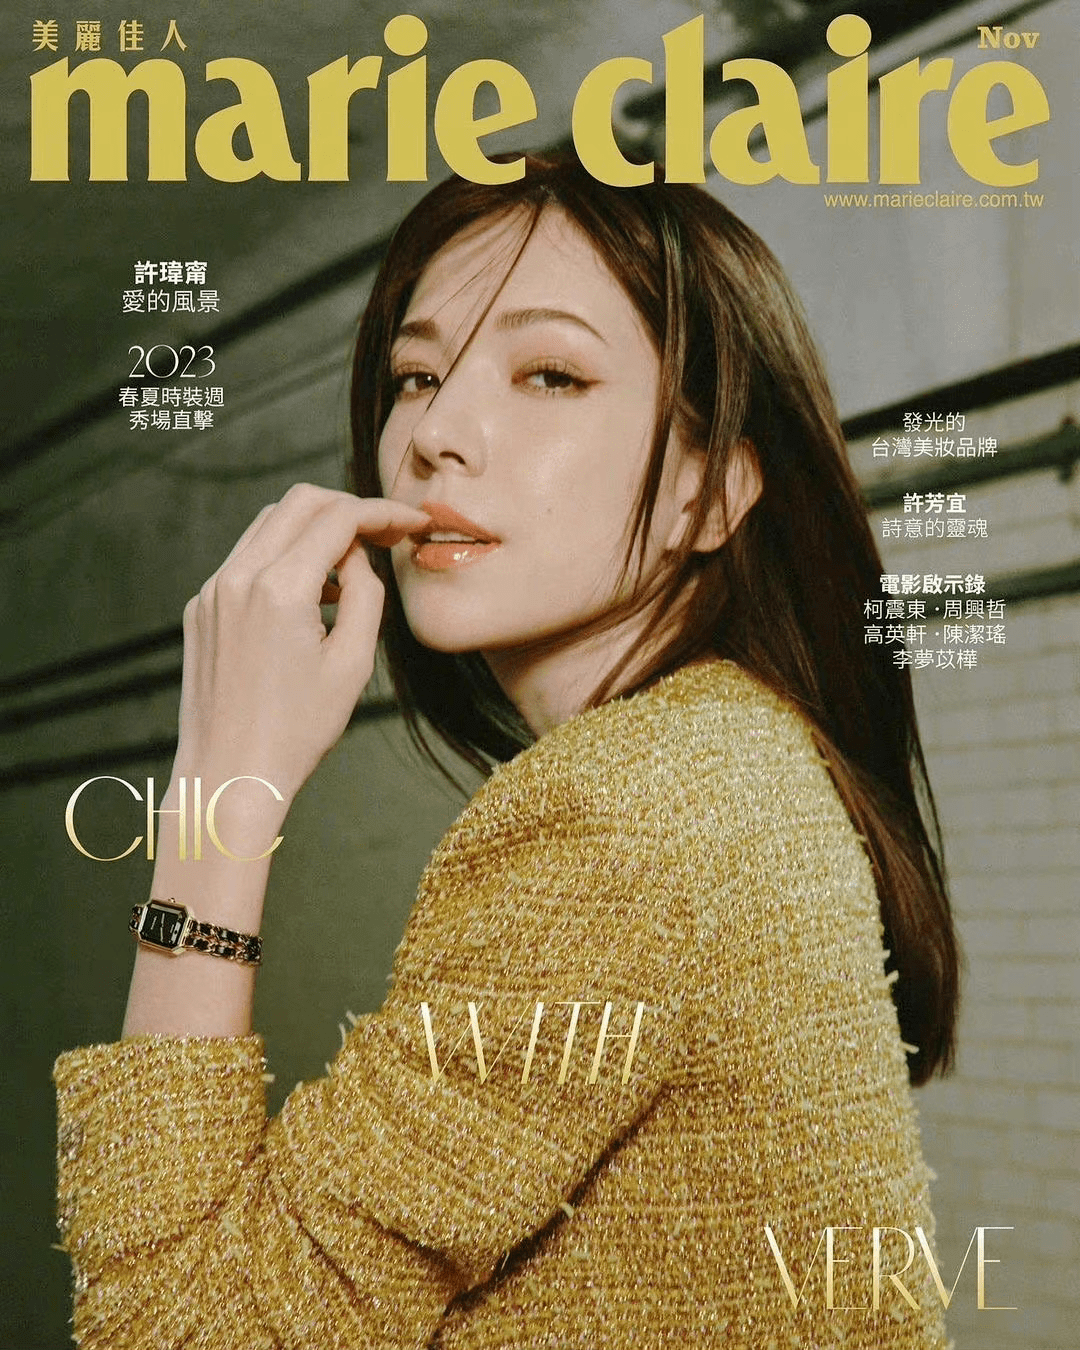 美麗佳人
marie claire
Nov
www.marieclaire.com.tw
許瑋甯
愛的風景
2023
春夏時裝週
秀場直擊
發光的
台灣美妝品牌
許芳宜
詩意的靈魂
電影啟示錄
柯震東・周興哲
高英軒・陳潔瑤
李夢苡樺
CHIC
WITH
VERVE